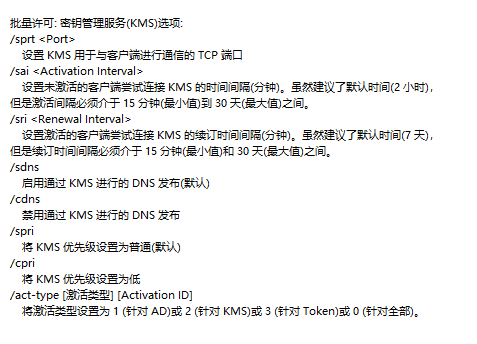 批量许可: 密钥管理服务(KMS)选项:
/sprt <Port>
设置 KMS 用于与客户端进行通信的 TCP 端口
/sai <Activation Interval>
设置未激活的客户端尝试连接 KMS 的时间间隔(分钟)。虽然建议了默认时间(2 小时)，
但是激活间隔必须介于 15 分钟(最小值)到 30 天(最大值)之间。
/sri <Renewal Interval>
设置激活的客户端尝试连接 KMS 的续订时间间隔(分钟)。虽然建议了默认时间(7 天)，
但是续订时间间隔必须介于 15 分钟(最小值)和 30 天(最大值)之间。
/sdns
启用通过 KMS 进行的 DNS 发布(默认)
/cdns
禁用通过 KMS 进行的 DNS 发布
/spri
将 KMS 优先级设置为普通(默认)
/cpri
将 KMS 优先级设置为低
/act-type [激活类型] [Activation ID]
将激活类型设置为 1 (针对 AD)或 2 (针对 KMS)或 3 (针对 Token)或 0 (针对全部)。